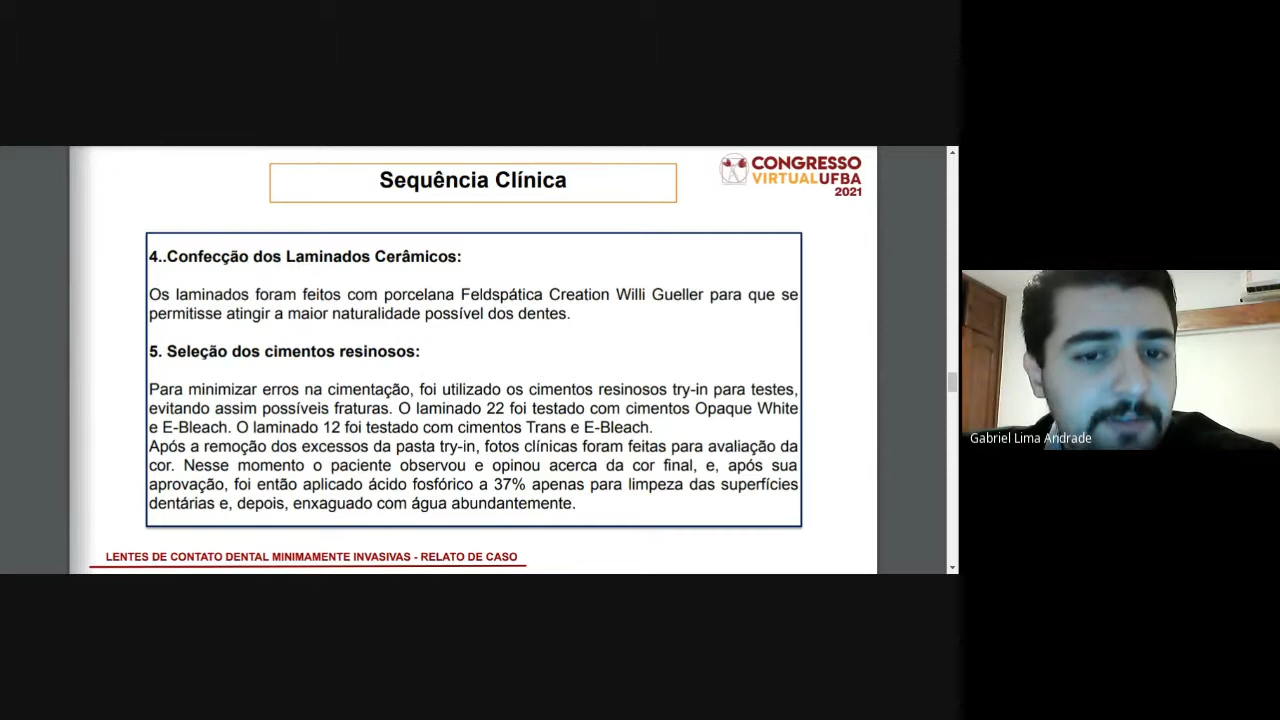 Sequência Clínica
CONGRESSO
VIRTUALUFBA
2021
4..Confecção dos Laminados Cerâmicos:
Os laminados foram feitos com porcelana Feldspática Creation Willi Gueller para que se
permitisse atingir a maior naturalidade possível dos dentes.
5. Seleção dos cimentos resinosos:
Para minimizar erros na cimentação, foi utilizado os cimentos resinosos try-in para testes,
evitando assim possíveis fraturas. O laminado 22 foi testado com cimentos Opaque White
e E-Bleach. O laminado 12 foi testado com cimentos Trans e E-Bleach.
Após a remoção dos excessos da pasta try-in, fotos clínicas foram feitas para avaliação da
cor. Nesse momento o paciente observou e opinou acerca da cor final, e, após sua
aprovação, foi então aplicado ácido fosfórico a 37% apenas para limpeza das superfícies
dentárias e, depois, enxaguado com água abundantemente.
LENTES DE CONTATO DENTAL MINIMAMENTE INVASIVAS - RELATO DE CASO
Gabriel Lima Andrade